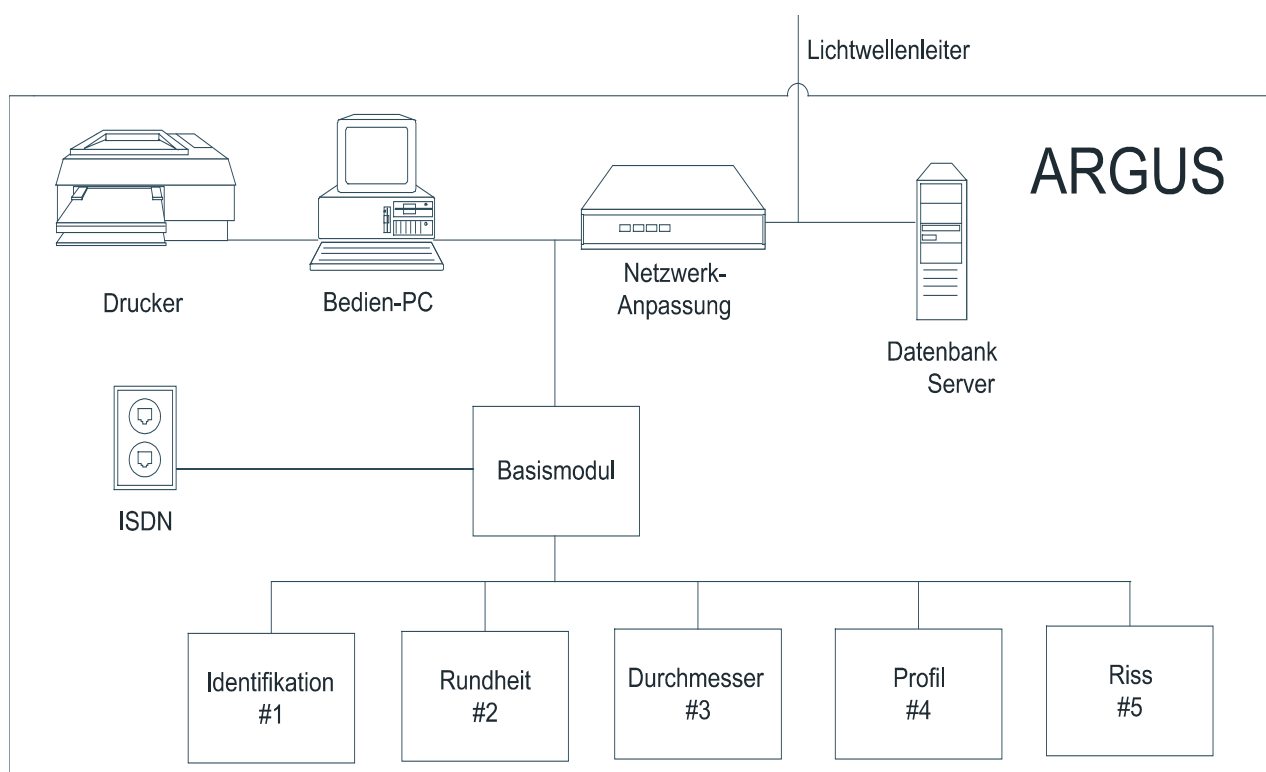 Lichtwellenleiter
ARGUS
Drucker
Bedien-PC
Netzwerk-
Anpassung
Datenbank
Server
ISDN
Basismodul
Identifikation
#1
Rundheit
#2
Durchmesser
#3
Profil
#4
Riss
#5